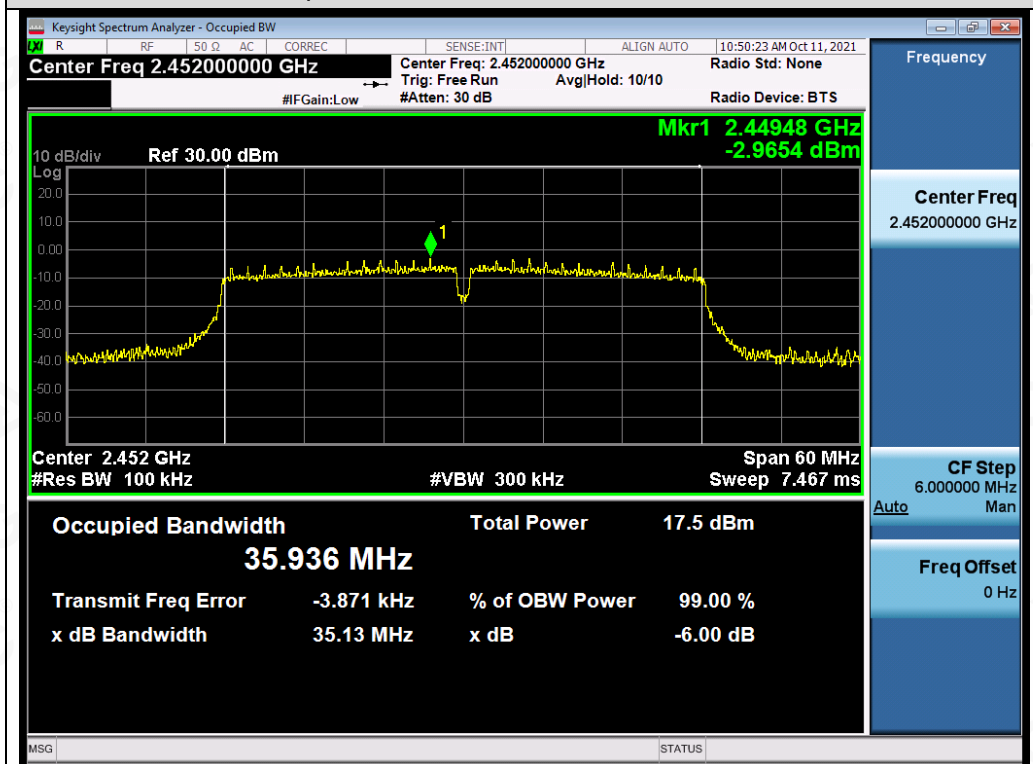 Keysight Spectrum Analyzer - Occupied BW
LXI R RF 50 Ω AC CORREC SENSE:INT ALIGN AUTO 10:50:23 AM Oct 11, 2021
Center Freq 2.452000000 GHz Center Freq: 2.452000000 GHz Radio Std: None
Trig: Free Run Avg|Hold: 10/10
#IFGain:Low #Atten: 30 dB Radio Device: BTS
Mkr1 2.44948 GHz
-2.9654 dBm
10 dB/div Ref 30.00 dBm
Log
20.0
10.0
1
0.00
-10.0
-20.0
-30.0
-40.0
-50.0
-60.0
Center 2.452 GHz Span 60 MHz
#Res BW 100 kHz #VBW 300 kHz Sweep 7.467 ms
Occupied Bandwidth Total Power 17.5 dBm
35.936 MHz
Transmit Freq Error -3.871 kHz % of OBW Power 99.00 %
x dB Bandwidth 35.13 MHz x dB -6.00 dB
MSG STATUS
Frequency
Center Freq
2.452000000 GHz
CF Step
6.000000 MHz
Auto Man
Freq Offset
0 Hz